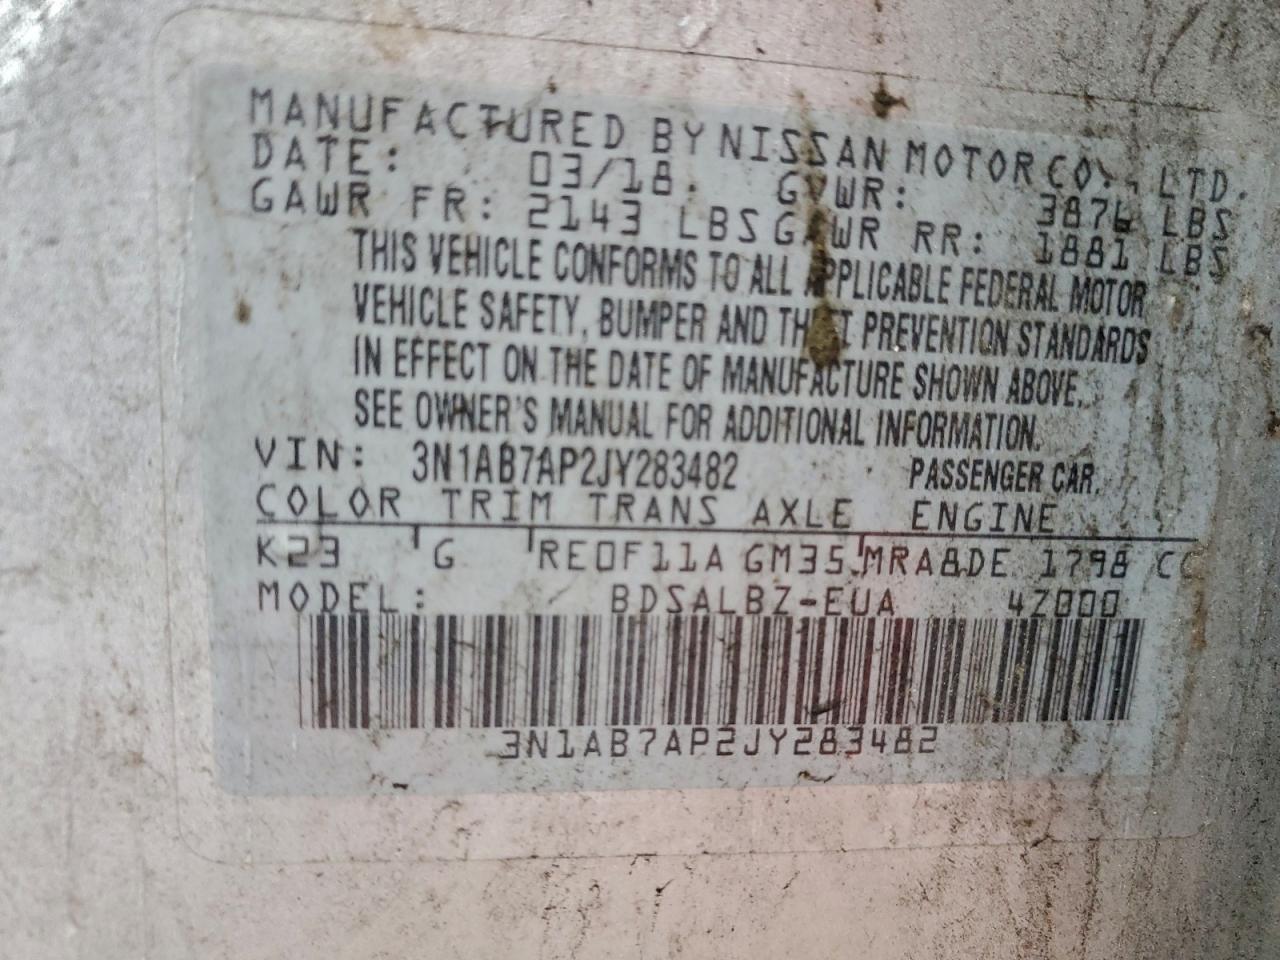 MANUFACTURED BY NISSAN MOTOR CO., LTD.
DATE: 03/18. GVWR: 3876 LBS
GAWR FR: 2143 LBS GAWR RR: 1881 LBS
THIS VEHICLE CONFORMS TO ALL APPLICABLE FEDERAL MOTOR
VEHICLE SAFETY, BUMPER AND THEFT PREVENTION STANDARDS
IN EFFECT ON THE DATE OF MANUFACTURE SHOWN ABOVE.
SEE OWNER'S MANUAL FOR ADDITIONAL INFORMATION.
VIN: 3N1AB7AP2JY283482 PASSENGER CAR
COLOR TRIM TRANS AXLE ENGINE
K23 G RE0F11A GM35 MRA8DE 1798 CC
MODEL: BDSALBZ-EUA 47000
3N1AB7AP2JY283482